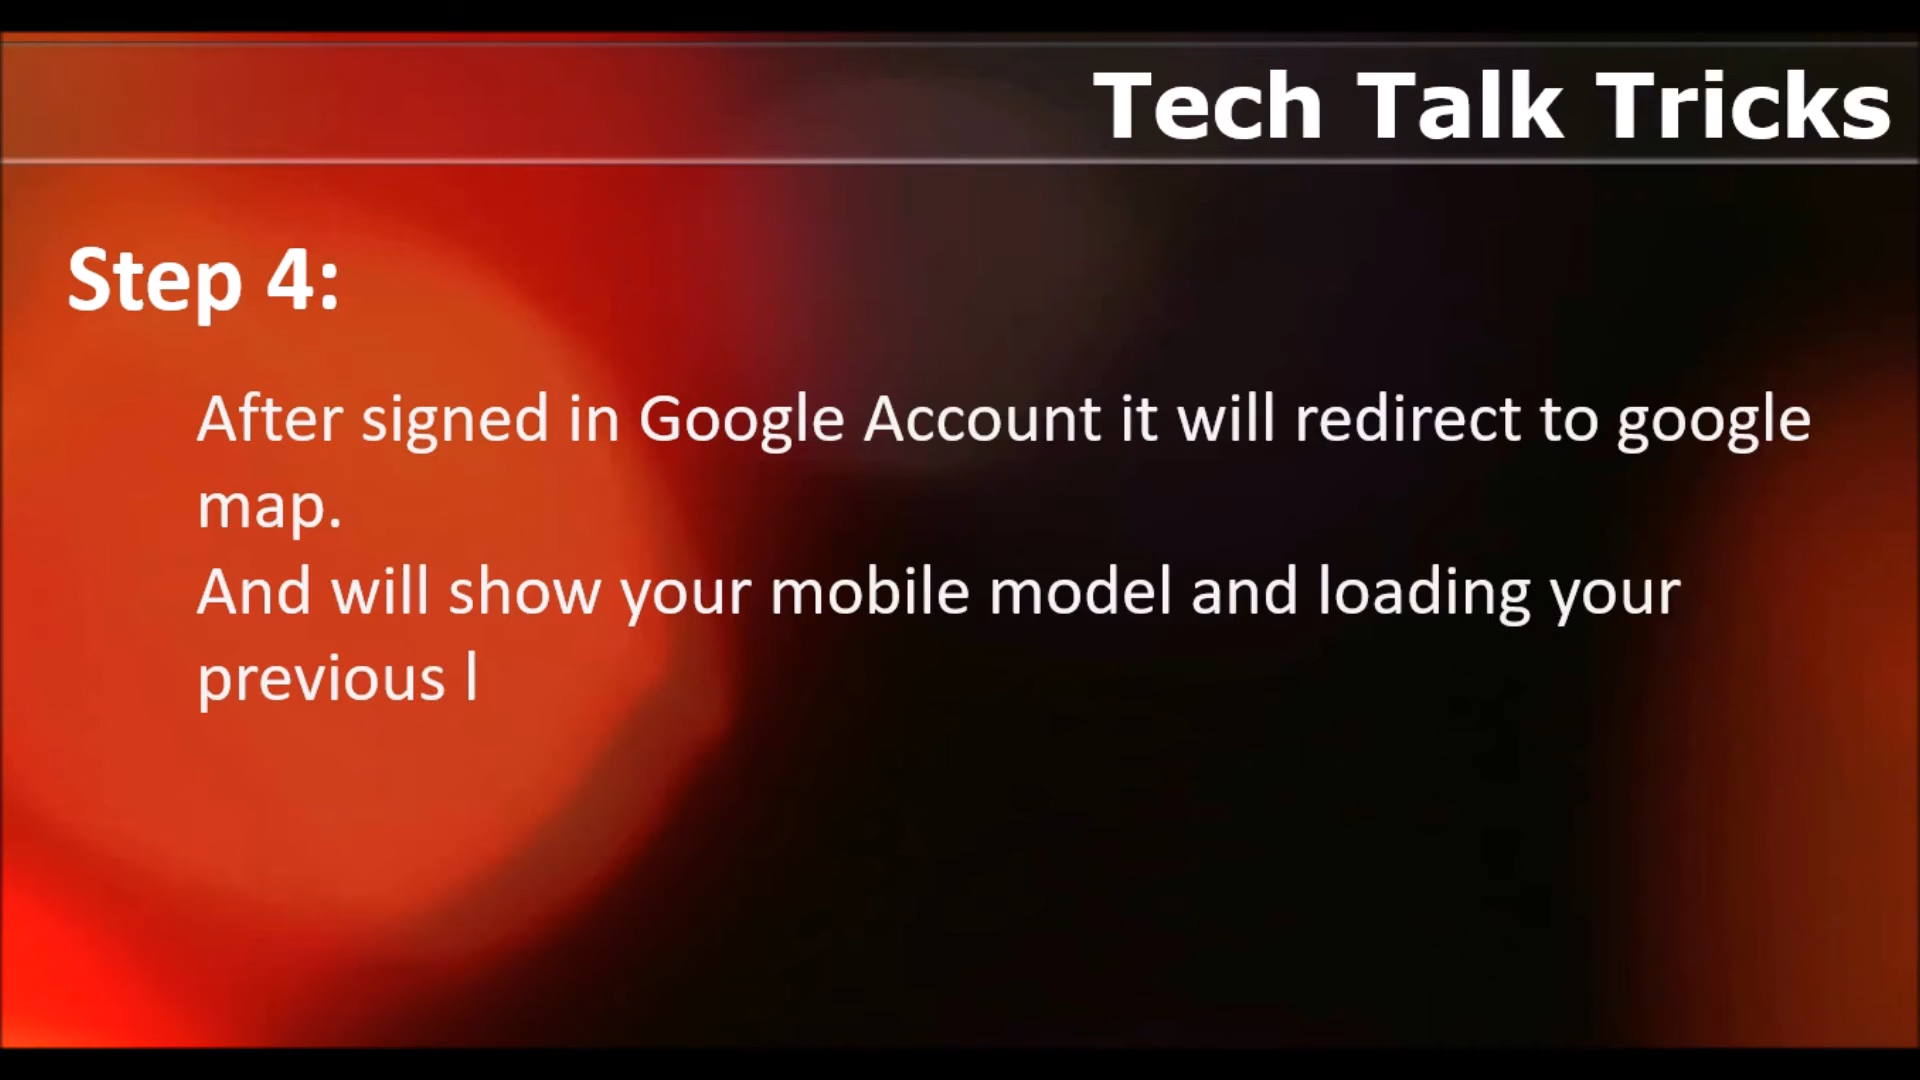 Tech Talk Tricks
Step 4:
After signed in Google Account it will redirect to google
map.
And will show your mobile model and loading your
previous l